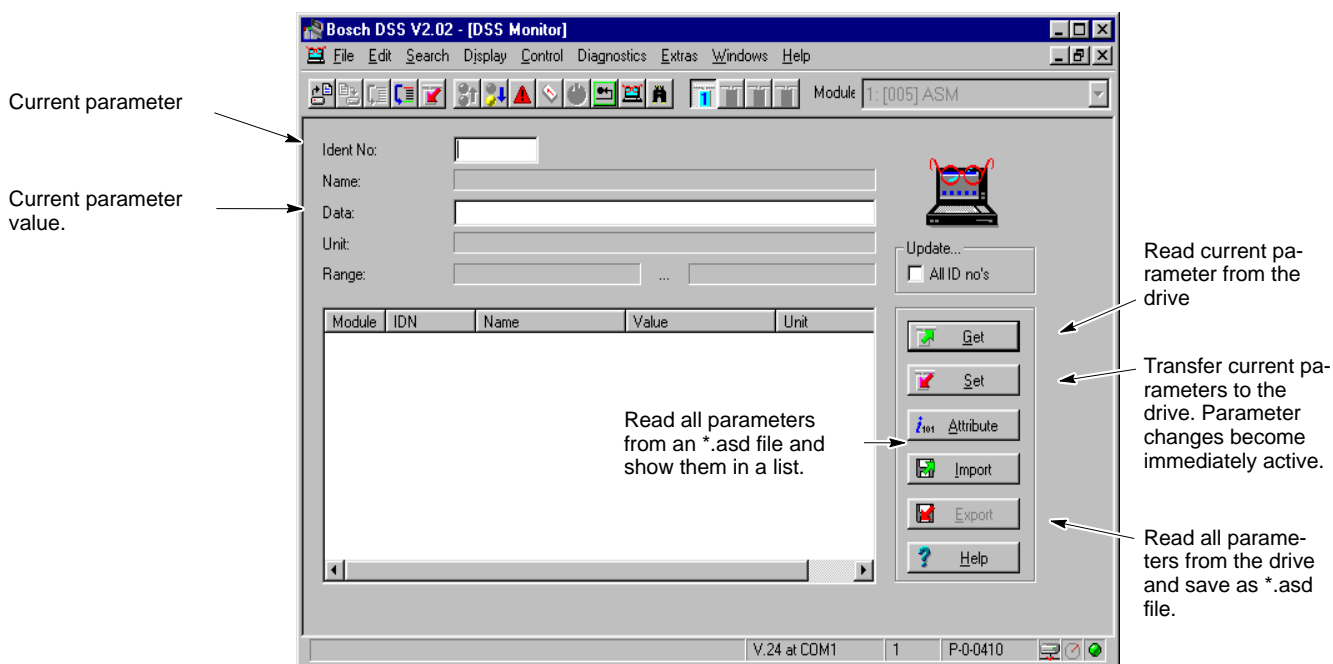 Bosch DSS V2.02 - [DSS Monitor]
File Edit Search Display Control Diagnostics Extras Windows Help
1 Module 1: [005] ASM
Current parameter
Ident No:
Name:
Current parameter
value.
Data:
Unit:
Range: ...
Update...
All ID no's
Read current pa-
rameter from the
drive
Module IDN Name Value Unit
Get
Set
Transfer current pa-
rameters to the
drive. Parameter
changes become
immediately active.
Read all parameters
from an *.asd file and
show them in a list.
i101 Attribute
Import
Export
Read all parame-
ters from the drive
and save as *.asd
file.
? Help
V.24 at COM1 1 P-0-0410